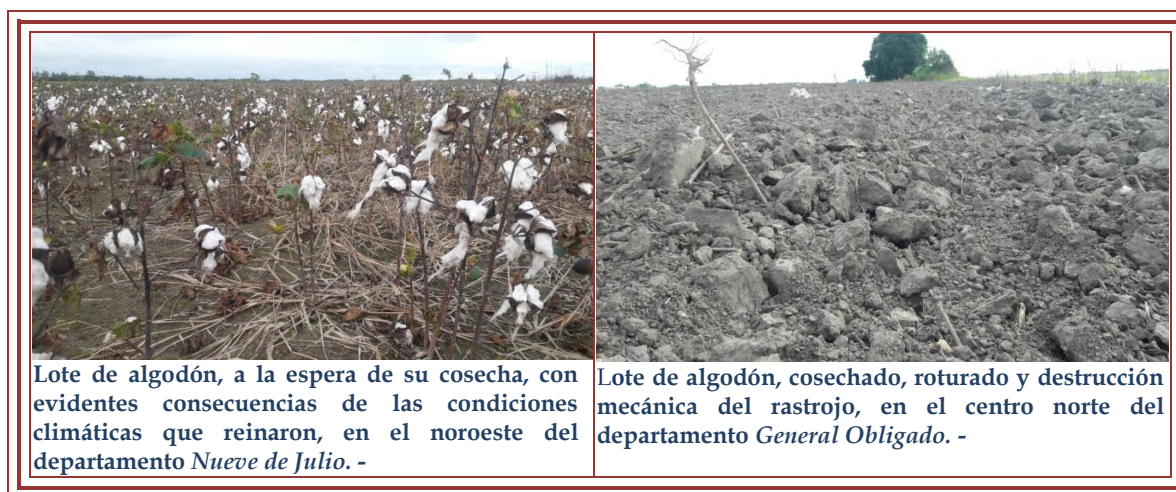 Lote de algodón, a la espera de su cosecha, con
evidentes consecuencias de las condiciones
climáticas que reinaron, en el noroeste del
departamento Nueve de Julio. -
Lote de algodón, cosechado, roturado y destrucción
mecánica del rastrojo, en el centro norte del
departamento General Obligado. -